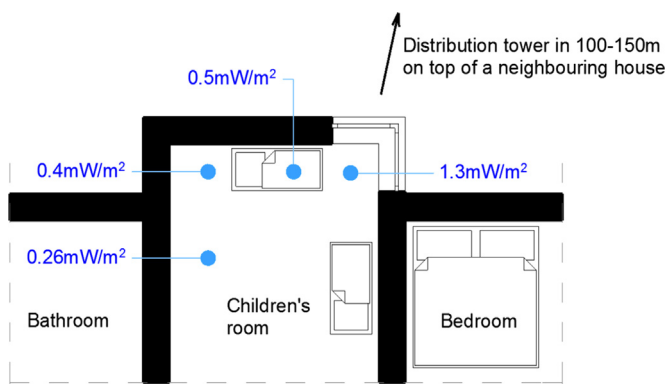 Distribution tower in 100-150m
on top of a neighbouring house
0.5mW/m²
0.4mW/m²
1.3mW/m²
0.26mW/m²
Children's
room
Bathroom
Bedroom